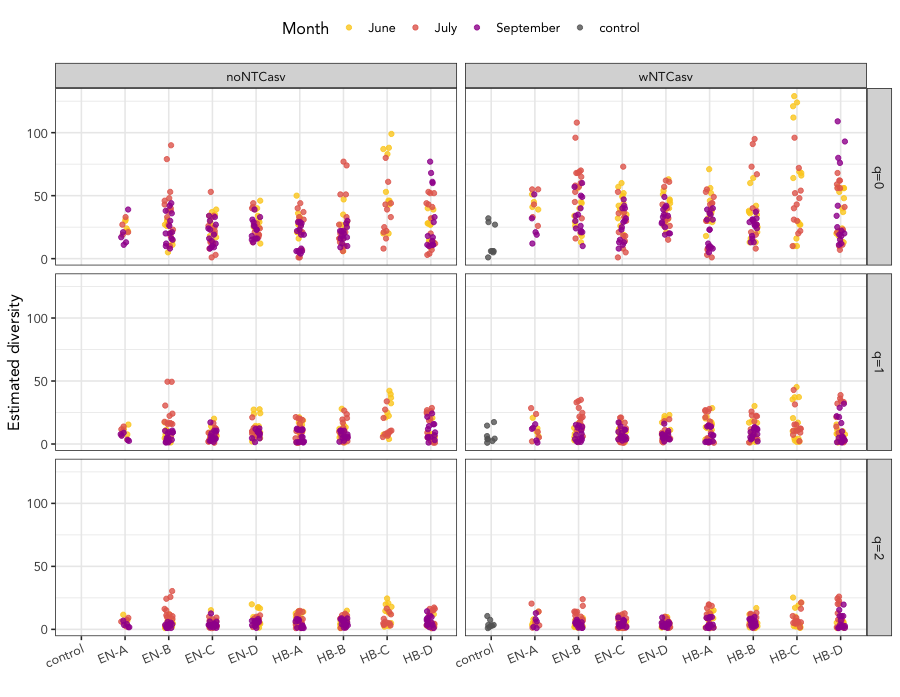 Month June July September control
noNTCasv wNTCasv
Estimated diversity
100
50
0
q=0
100
50
0
q=1
100
50
0
q=2
control EN-A EN-B EN-C EN-D HB-A HB-B HB-C HB-D control EN-A EN-B EN-C EN-D HB-A HB-B HB-C HB-D